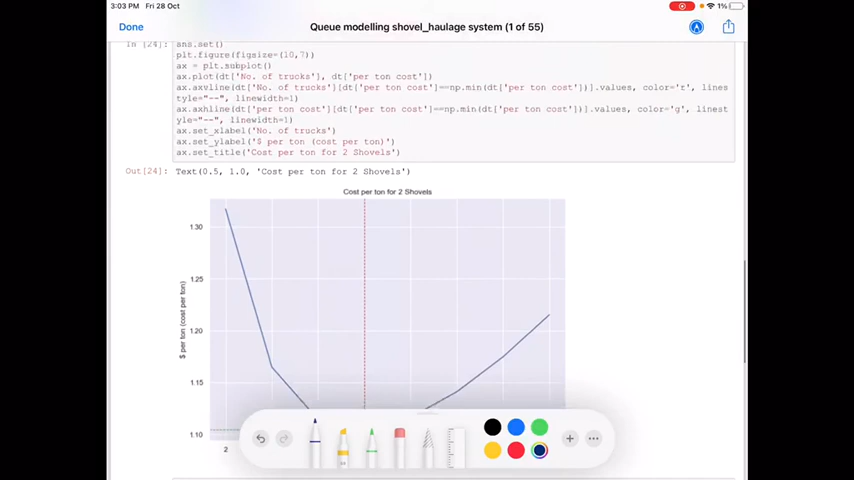 3:03 PM Fri 28 Oct
1%
Done
Queue modelling shovel_haulage system (1 of 55)
In [24]:
sns.set()
plt.figure(figsize=(10,7))
ax = plt.subplot()
ax.plot(dt['No. of trucks'], dt['per ton cost'])
ax.axvline(dt['No. of trucks'][dt['per ton cost']==np.min(dt['per ton cost'])].values, color='r', lines
tyle="--", linewidth=1)
ax.axhline(dt['per ton cost'][dt['per ton cost']==np.min(dt['per ton cost'])].values, color='g', linest
yle="--", linewidth=1)
ax.set_xlabel('No. of trucks')
ax.set_ylabel('$ per ton (cost per ton)')
ax.set_title('Cost per ton for 2 Shovels')
Out[24]: Text(0.5, 1.0, 'Cost per ton for 2 Shovels')
Cost per ton for 2 Shovels
1.30
1.25
1.20
1.15
1.10
$ per ton (cost per ton)
2